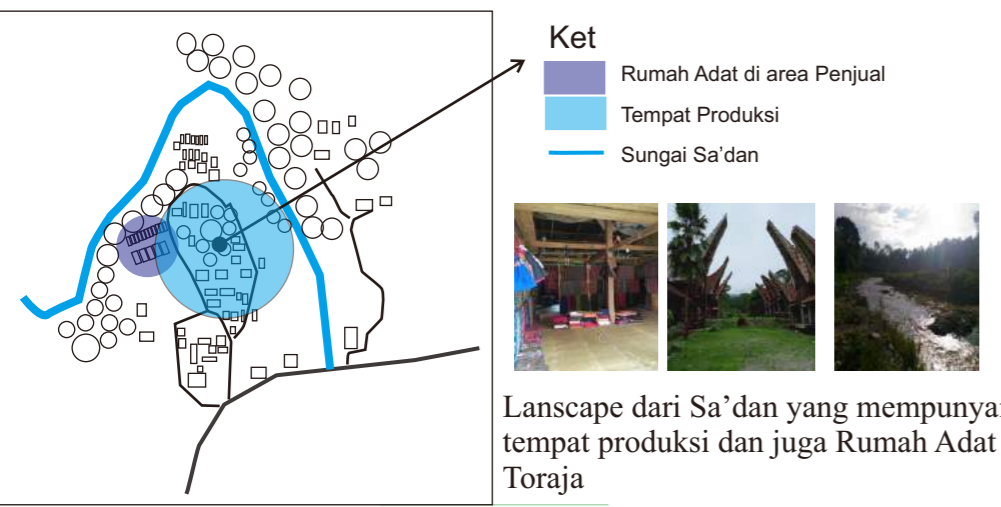 Ket
Rumah Adat di area Penjual
Tempat Produksi
Sungai Sa’dan
Lanscape dari Sa’dan yang mempunyai
tempat produksi dan juga Rumah Adat
Toraja